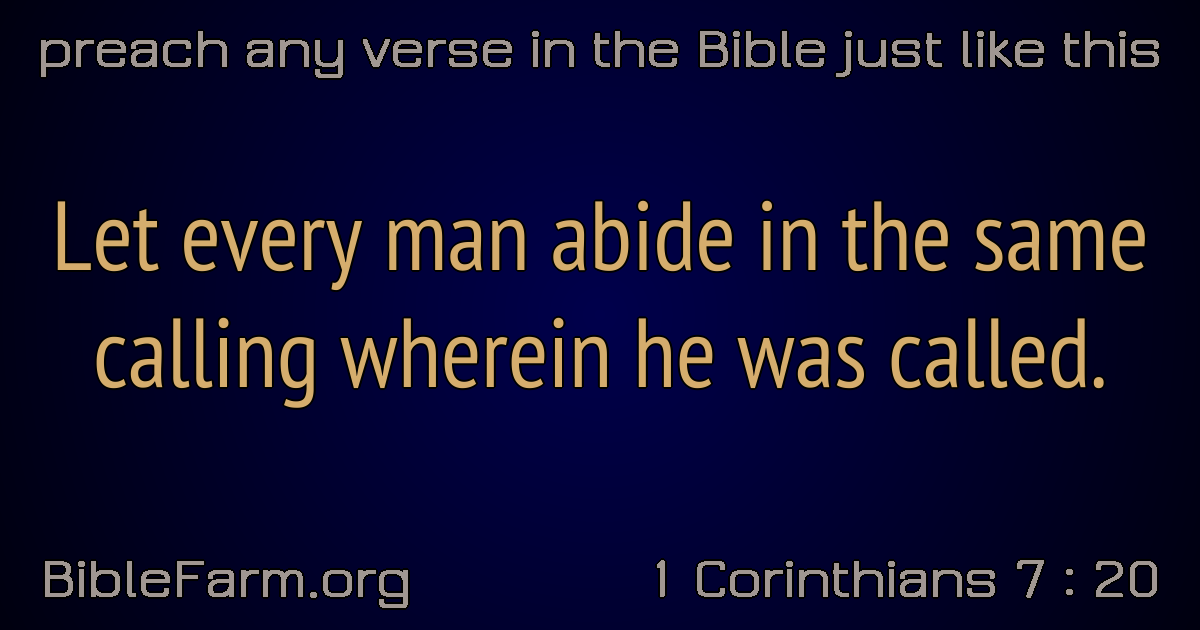 preach any verse in the Bible just like this
Let every man abide in the same
calling wherein he was called.
BibleFarm.org
1 Corinthians 7 : 20